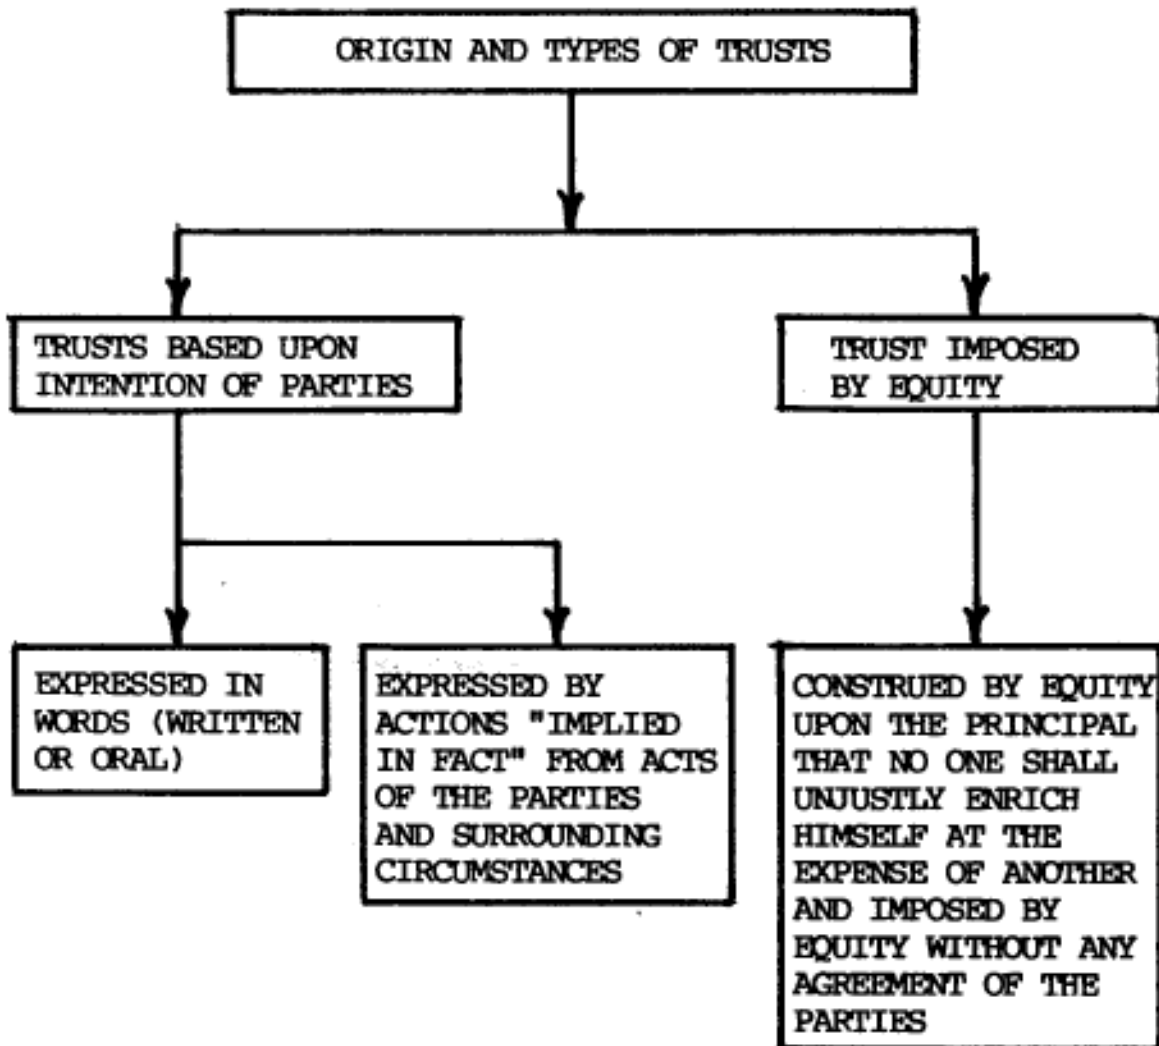 ORIGIN AND TYPES OF TRUSTS
TRUSTS BASED UPON
INTENTION OF PARTIES
TRUST IMPOSED
BY EQUITY
EXPRESSED IN
WORDS (WRITTEN
OR ORAL)
EXPRESSED BY
ACTIONS "IMPLIED
IN FACT" FROM ACTS
OF THE PARTIES
AND SURROUNDING
CIRCUMSTANCES
CONSTRUED BY EQUITY
UPON THE PRINCIPAL
THAT NO ONE SHALL
UNJUSTLY ENRICH
HIMSELF AT THE
EXPENSE OF ANOTHER
AND IMPOSED BY
EQUITY WITHOUT ANY
AGREEMENT OF THE
PARTIES